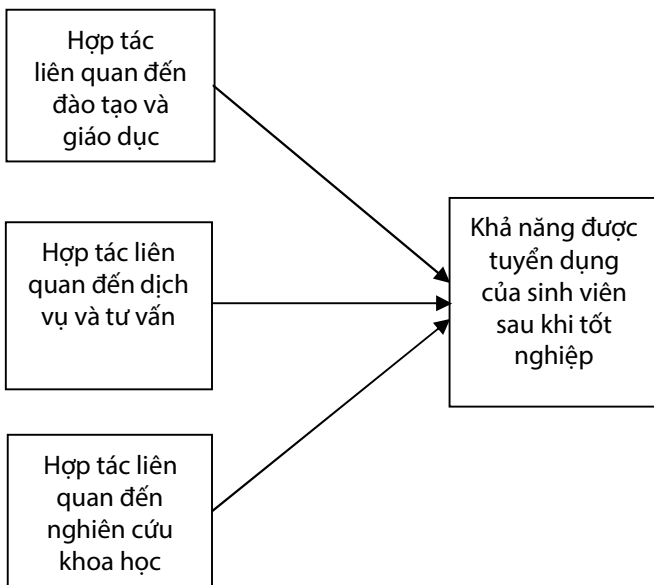 Hợp tác
liên quan đến
đào tạo và
giáo dục
Hợp tác liên
quan đến dịch
vụ và tư vấn
Hợp tác liên
quan đến
nghiên cứu
khoa học
Khả năng được
tuyển dụng
của sinh viên
sau khi tốt
nghiệp